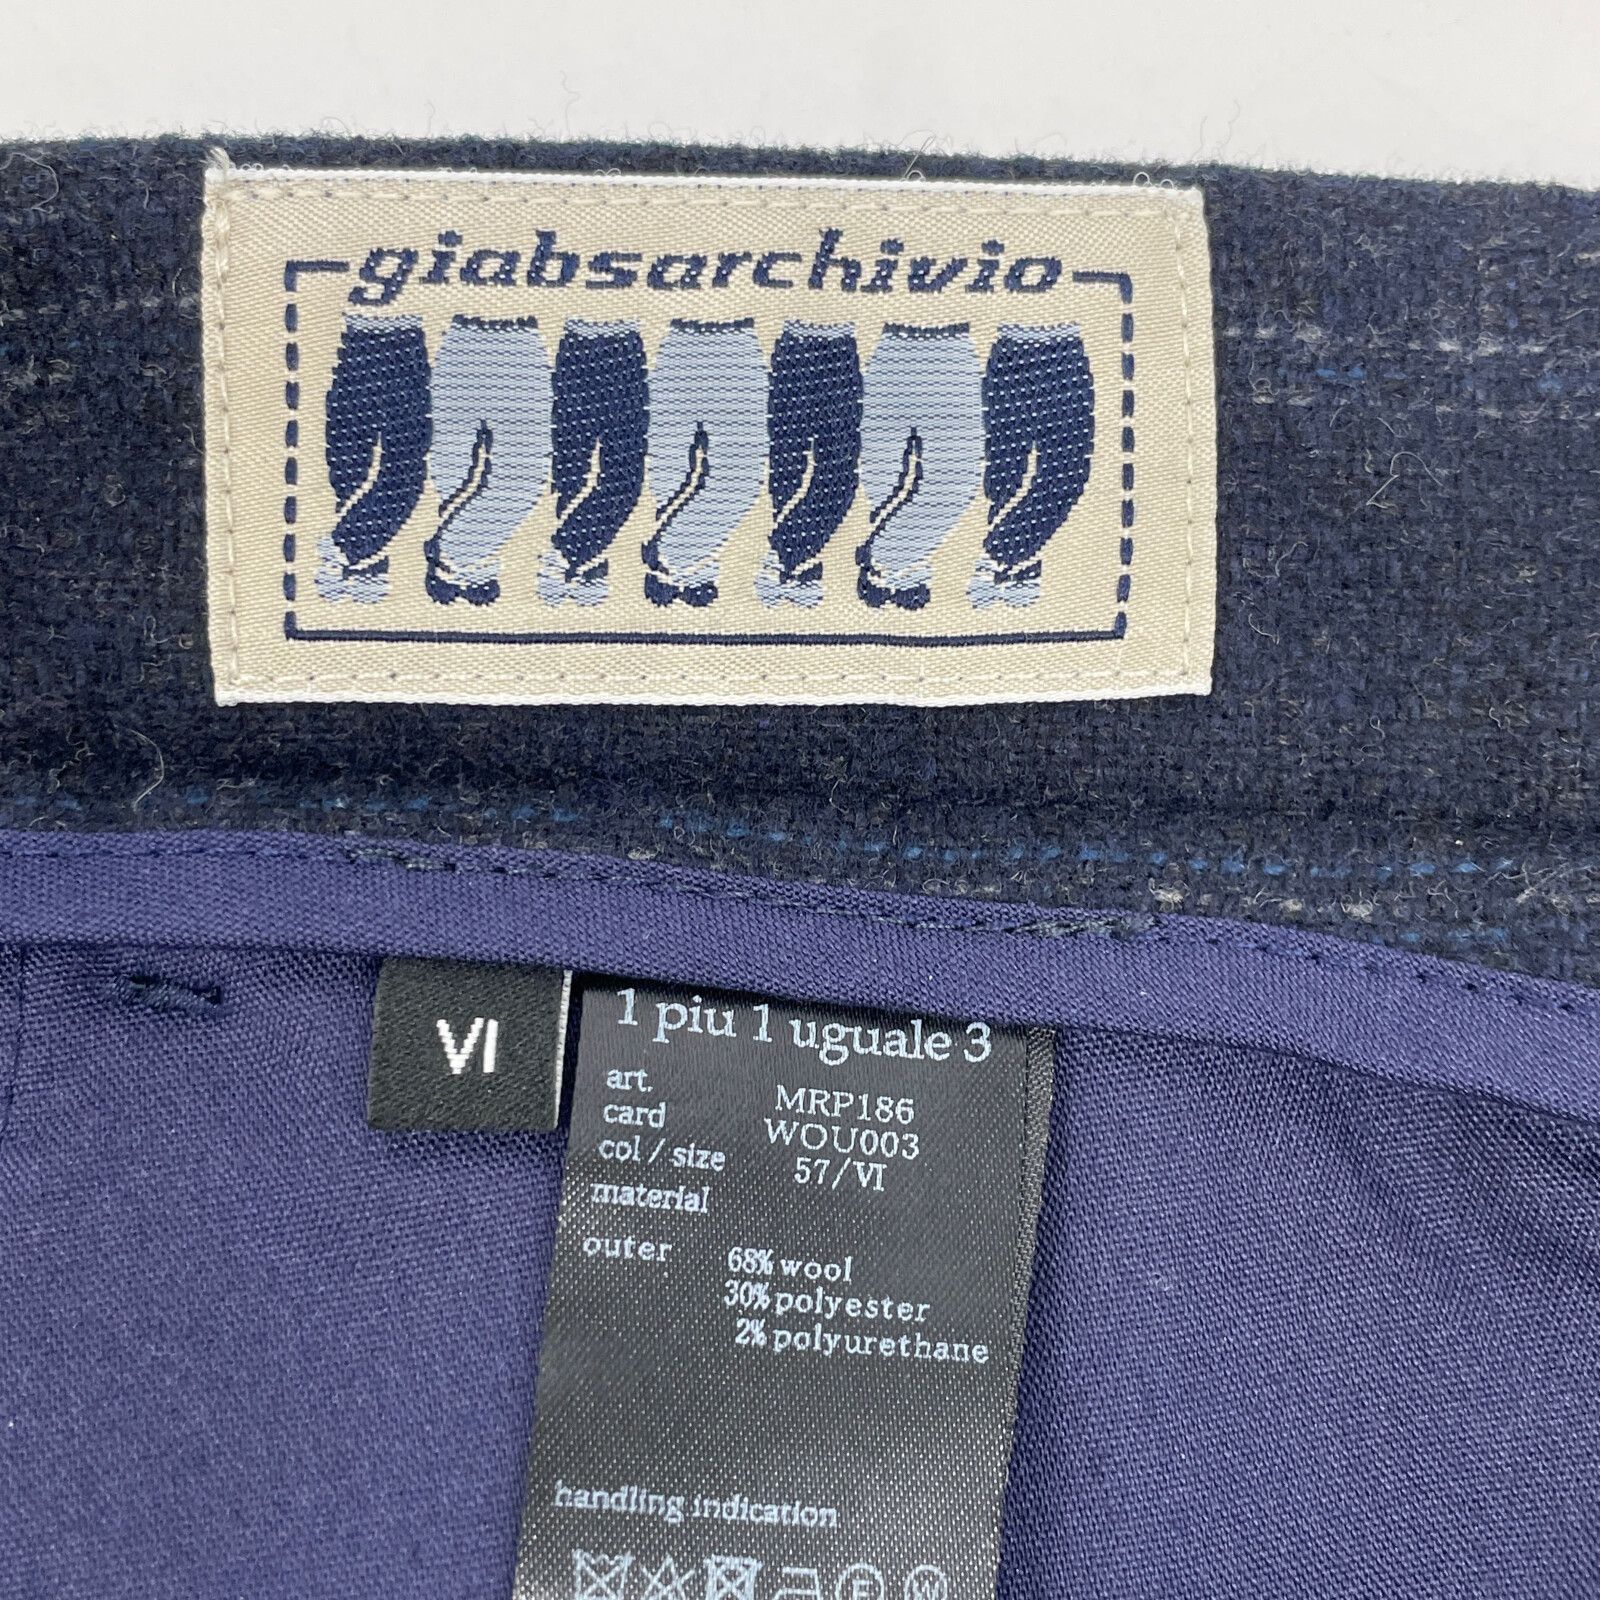 giabsarchivio
VI
1 piu 1 uguale 3
art. MRP186
card WOU003
col / size 57/VI
material
outer 68% wool
30% polyester
2% polyurethane
handling indication
F W